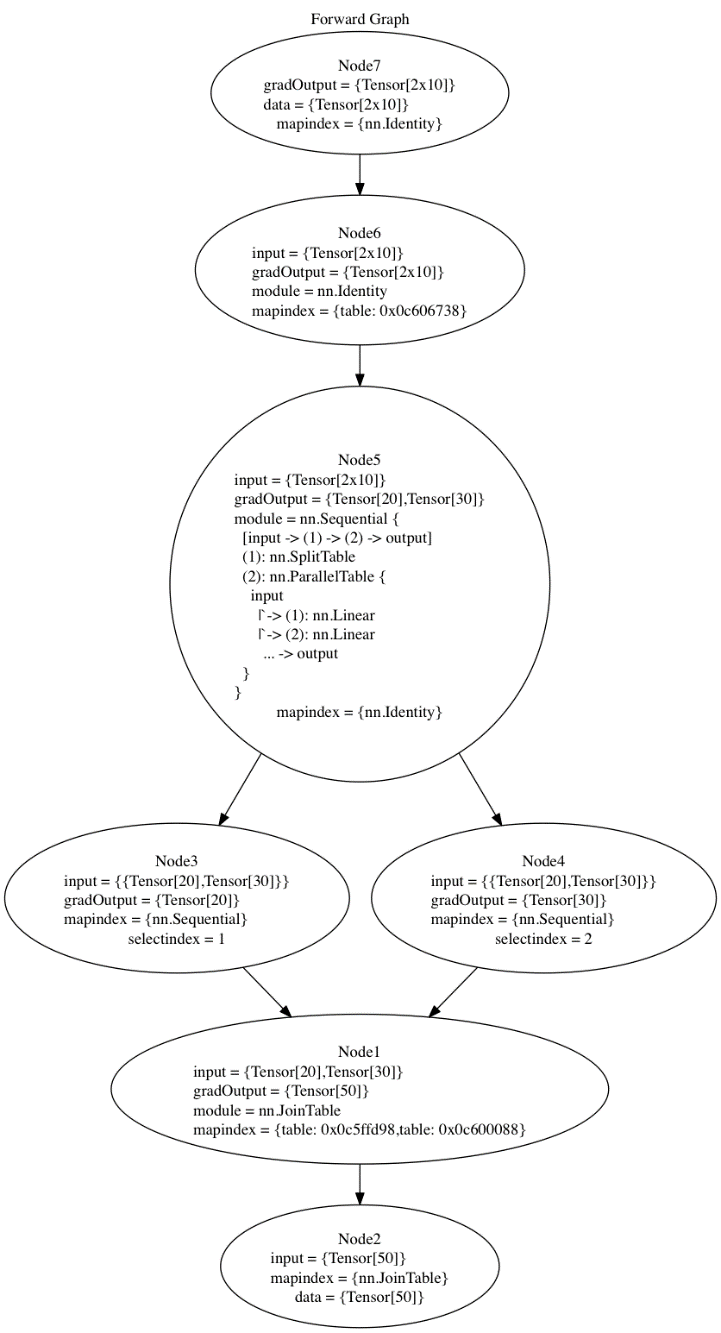 Forward Graph
Node7
gradOutput = {Tensor[2x10]}
data = {Tensor[2x10]}
mapindex = {nn.Identity}
Node6
input = {Tensor[2x10]}
gradOutput = {Tensor[2x10]}
module = nn.Identity
mapindex = {table: 0x0c606738}
Node5
input = {Tensor[2x10]}
gradOutput = {Tensor[20],Tensor[30]}
module = nn.Sequential {
[input -> (1) -> (2) -> output]
(1): nn.SplitTable
(2): nn.ParallelTable {
input
|`-> (1): nn.Linear
|`-> (2): nn.Linear
... -> output
}
}
mapindex = {nn.Identity}
Node3
input = {{Tensor[20],Tensor[30]}}
gradOutput = {Tensor[20]}
mapindex = {nn.Sequential}
selectindex = 1
Node4
input = {{Tensor[20],Tensor[30]}}
gradOutput = {Tensor[30]}
mapindex = {nn.Sequential}
selectindex = 2
Node1
input = {Tensor[20],Tensor[30]}
gradOutput = {Tensor[50]}
module = nn.JoinTable
mapindex = {table: 0x0c5ffd98,table: 0x0c600088}
Node2
input = {Tensor[50]}
mapindex = {nn.JoinTable}
data = {Tensor[50]}